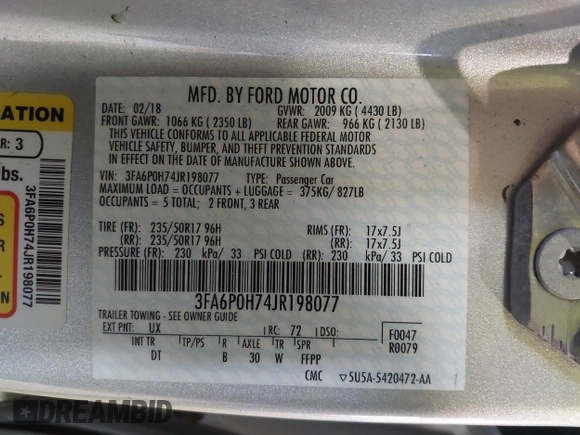 MFD. BY FORD MOTOR CO.
DATE: 02/18 GVWR: 2009 KG ( 4430 LB)
FRONT GAWR: 1066 KG ( 2350 LB) REAR GAWR: 966 KG ( 2130 LB)
THIS VEHICLE CONFORMS TO ALL APPLICABLE FEDERAL MOTOR
VEHICLE SAFETY, BUMPER, AND THEFT PREVENTION STANDARDS
IN EFFECT ON THE DATE OF MANUFACTURE SHOWN ABOVE.
VIN: 3FA6P0H74JR198077 TYPE: Passenger Car
MAXIMUM LOAD = OCCUPANTS + LUGGAGE = 375KG/ 827LB
OCCUPANTS = 5 TOTAL; 2 FRONT, 3 REAR
TIRE (FR): 235/50R17 96H RIMS (FR): 17x7.5J
(RR): 235/50R17 96H (RR): 17x7.5J
PRESSURE (FR): 230 kPa/ 33 PSI COLD (RR): 230 kPa/ 33 PSI COLD
3FA6P0H74JR198077
TRAILER TOWING - SEE OWNER GUIDE
EXT PNT: UX RC: 72 DSO: F0047
R0079
INT TR TP/PS R AXLE TR SPR
DT B 30 W FFPP
CMC ▽5U5A-5420472-AA
ATION
R: 3
bs.
3FA6P0H74JR198077
DREAMBID